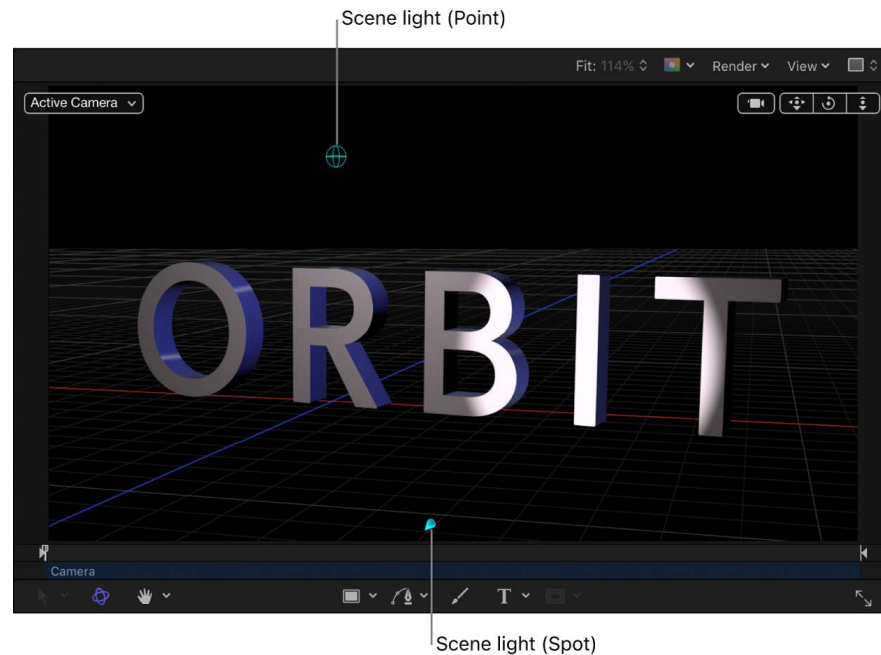 Scene light (Point)
Fit: 114% Render View
Active Camera
ORBIT
Camera
T
Scene light (Spot)